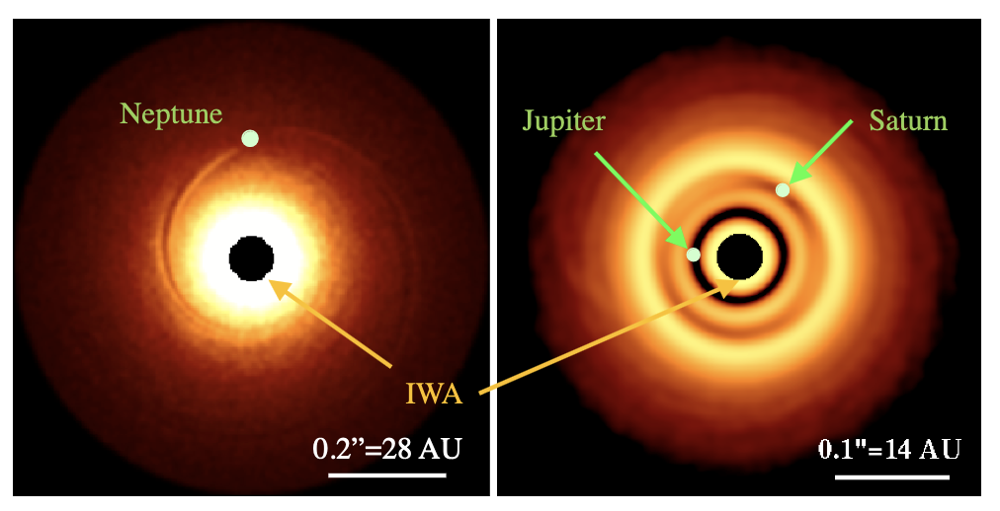 Neptune
Jupiter
Saturn
IWA
0.2”=28 AU
0.1"=14 AU